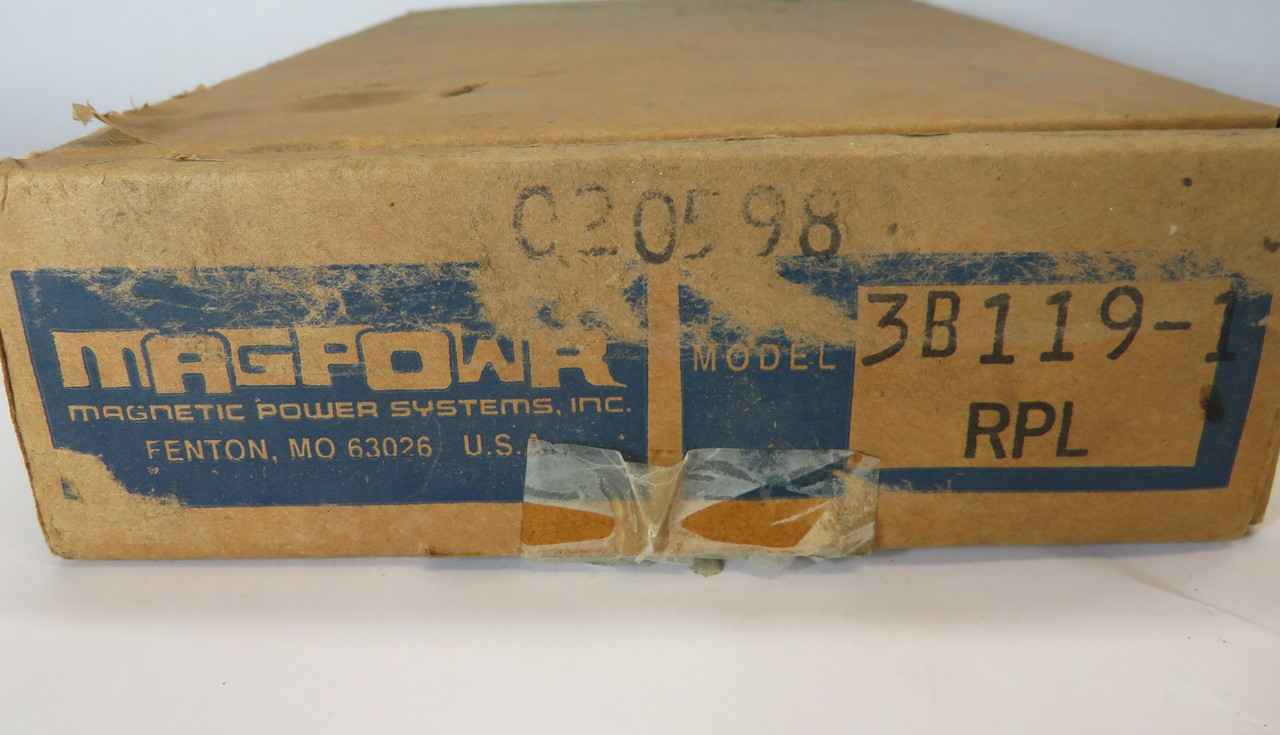 C20598
MAGPOWR
MAGNETIC POWER SYSTEMS, INC.
FENTON, MO 63026 U.S.A.
MODEL
3B119-1
RPL